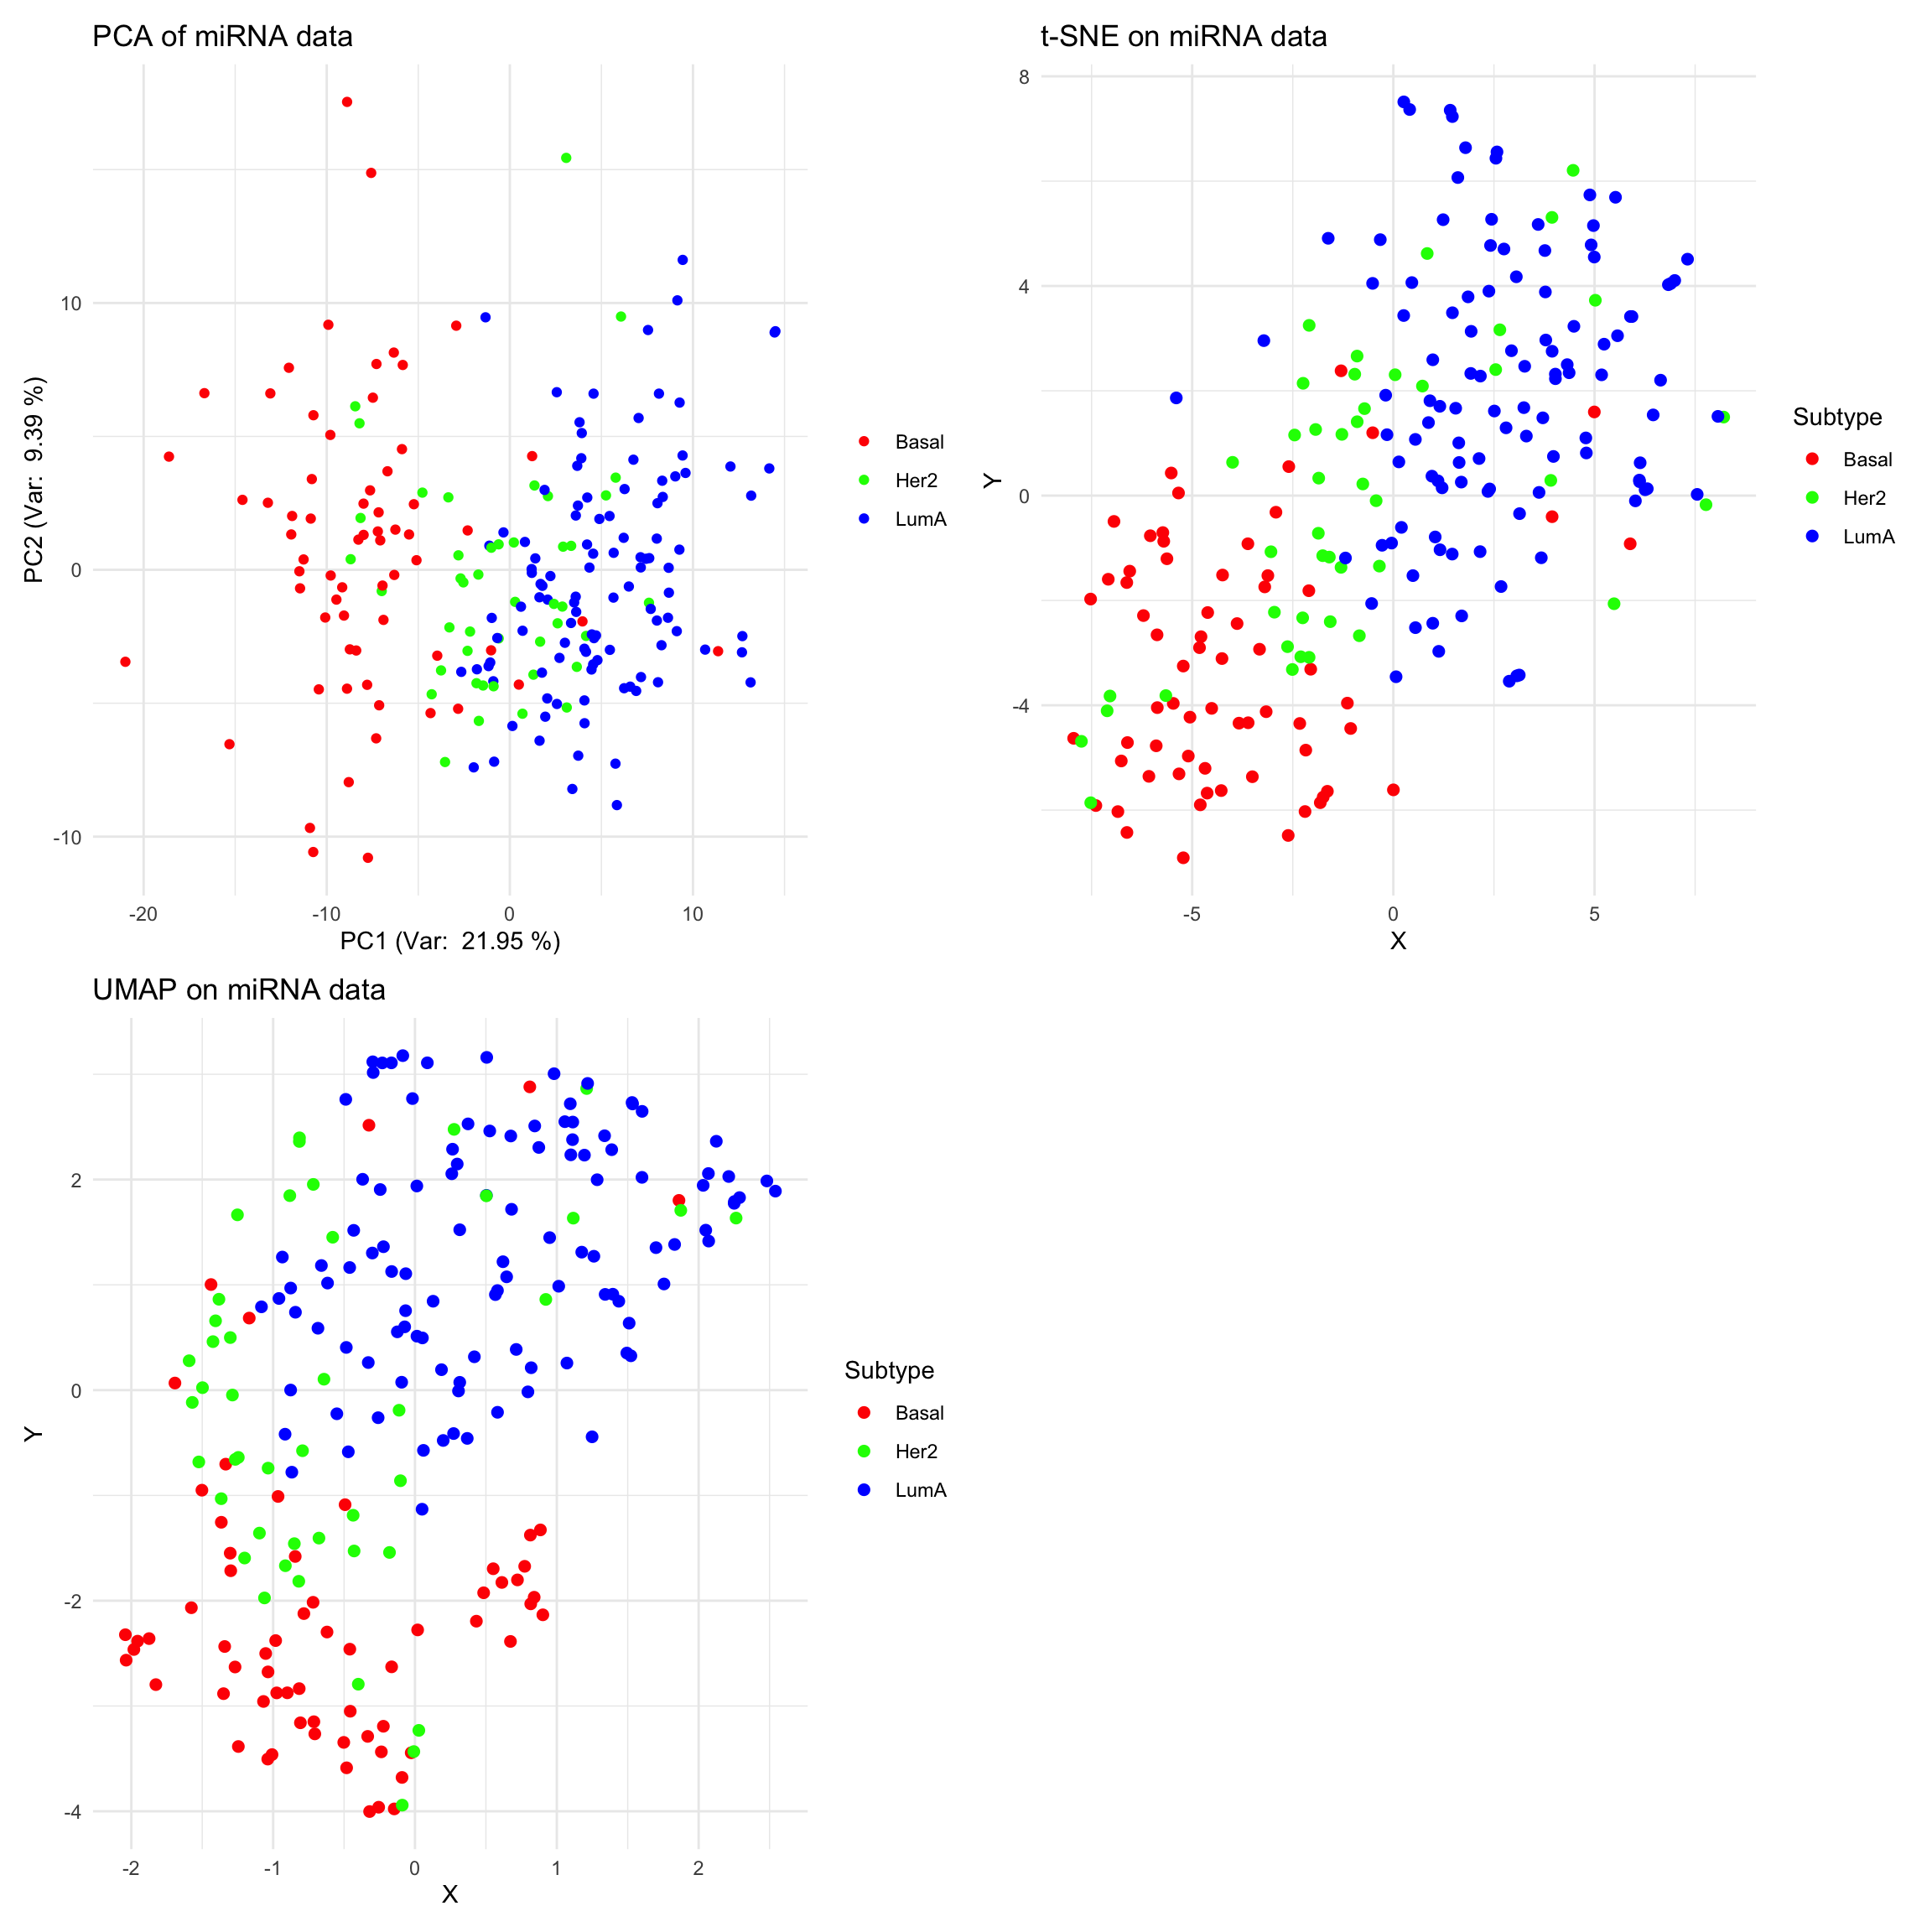 PCA of miRNA data
10
0
-10
-20
-10
0
10
PC1 (Var:  21.95 %)
PC2 (Var:  9.39 %)
Basal
Her2
LumA
t-SNE on miRNA data
8
4
0
-4
-5
0
5
X
Y
Subtype
Basal
Her2
LumA
UMAP on miRNA data
2
0
-2
-4
-2
-1
0
1
2
X
Y
Subtype
Basal
Her2
LumA